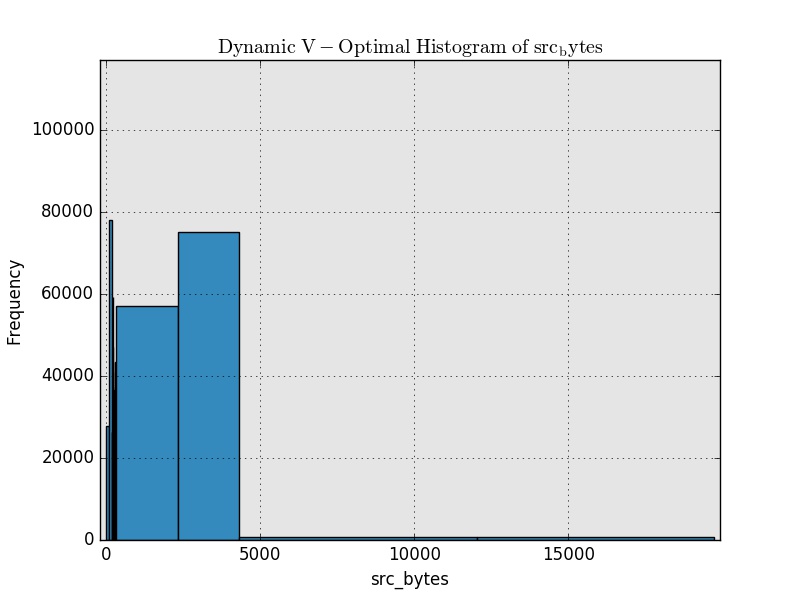 Dynamic V − Optimal Histogram of src_bytes
100000
80000
60000
40000
20000
0
Frequency
0 5000 10000 15000
src_bytes